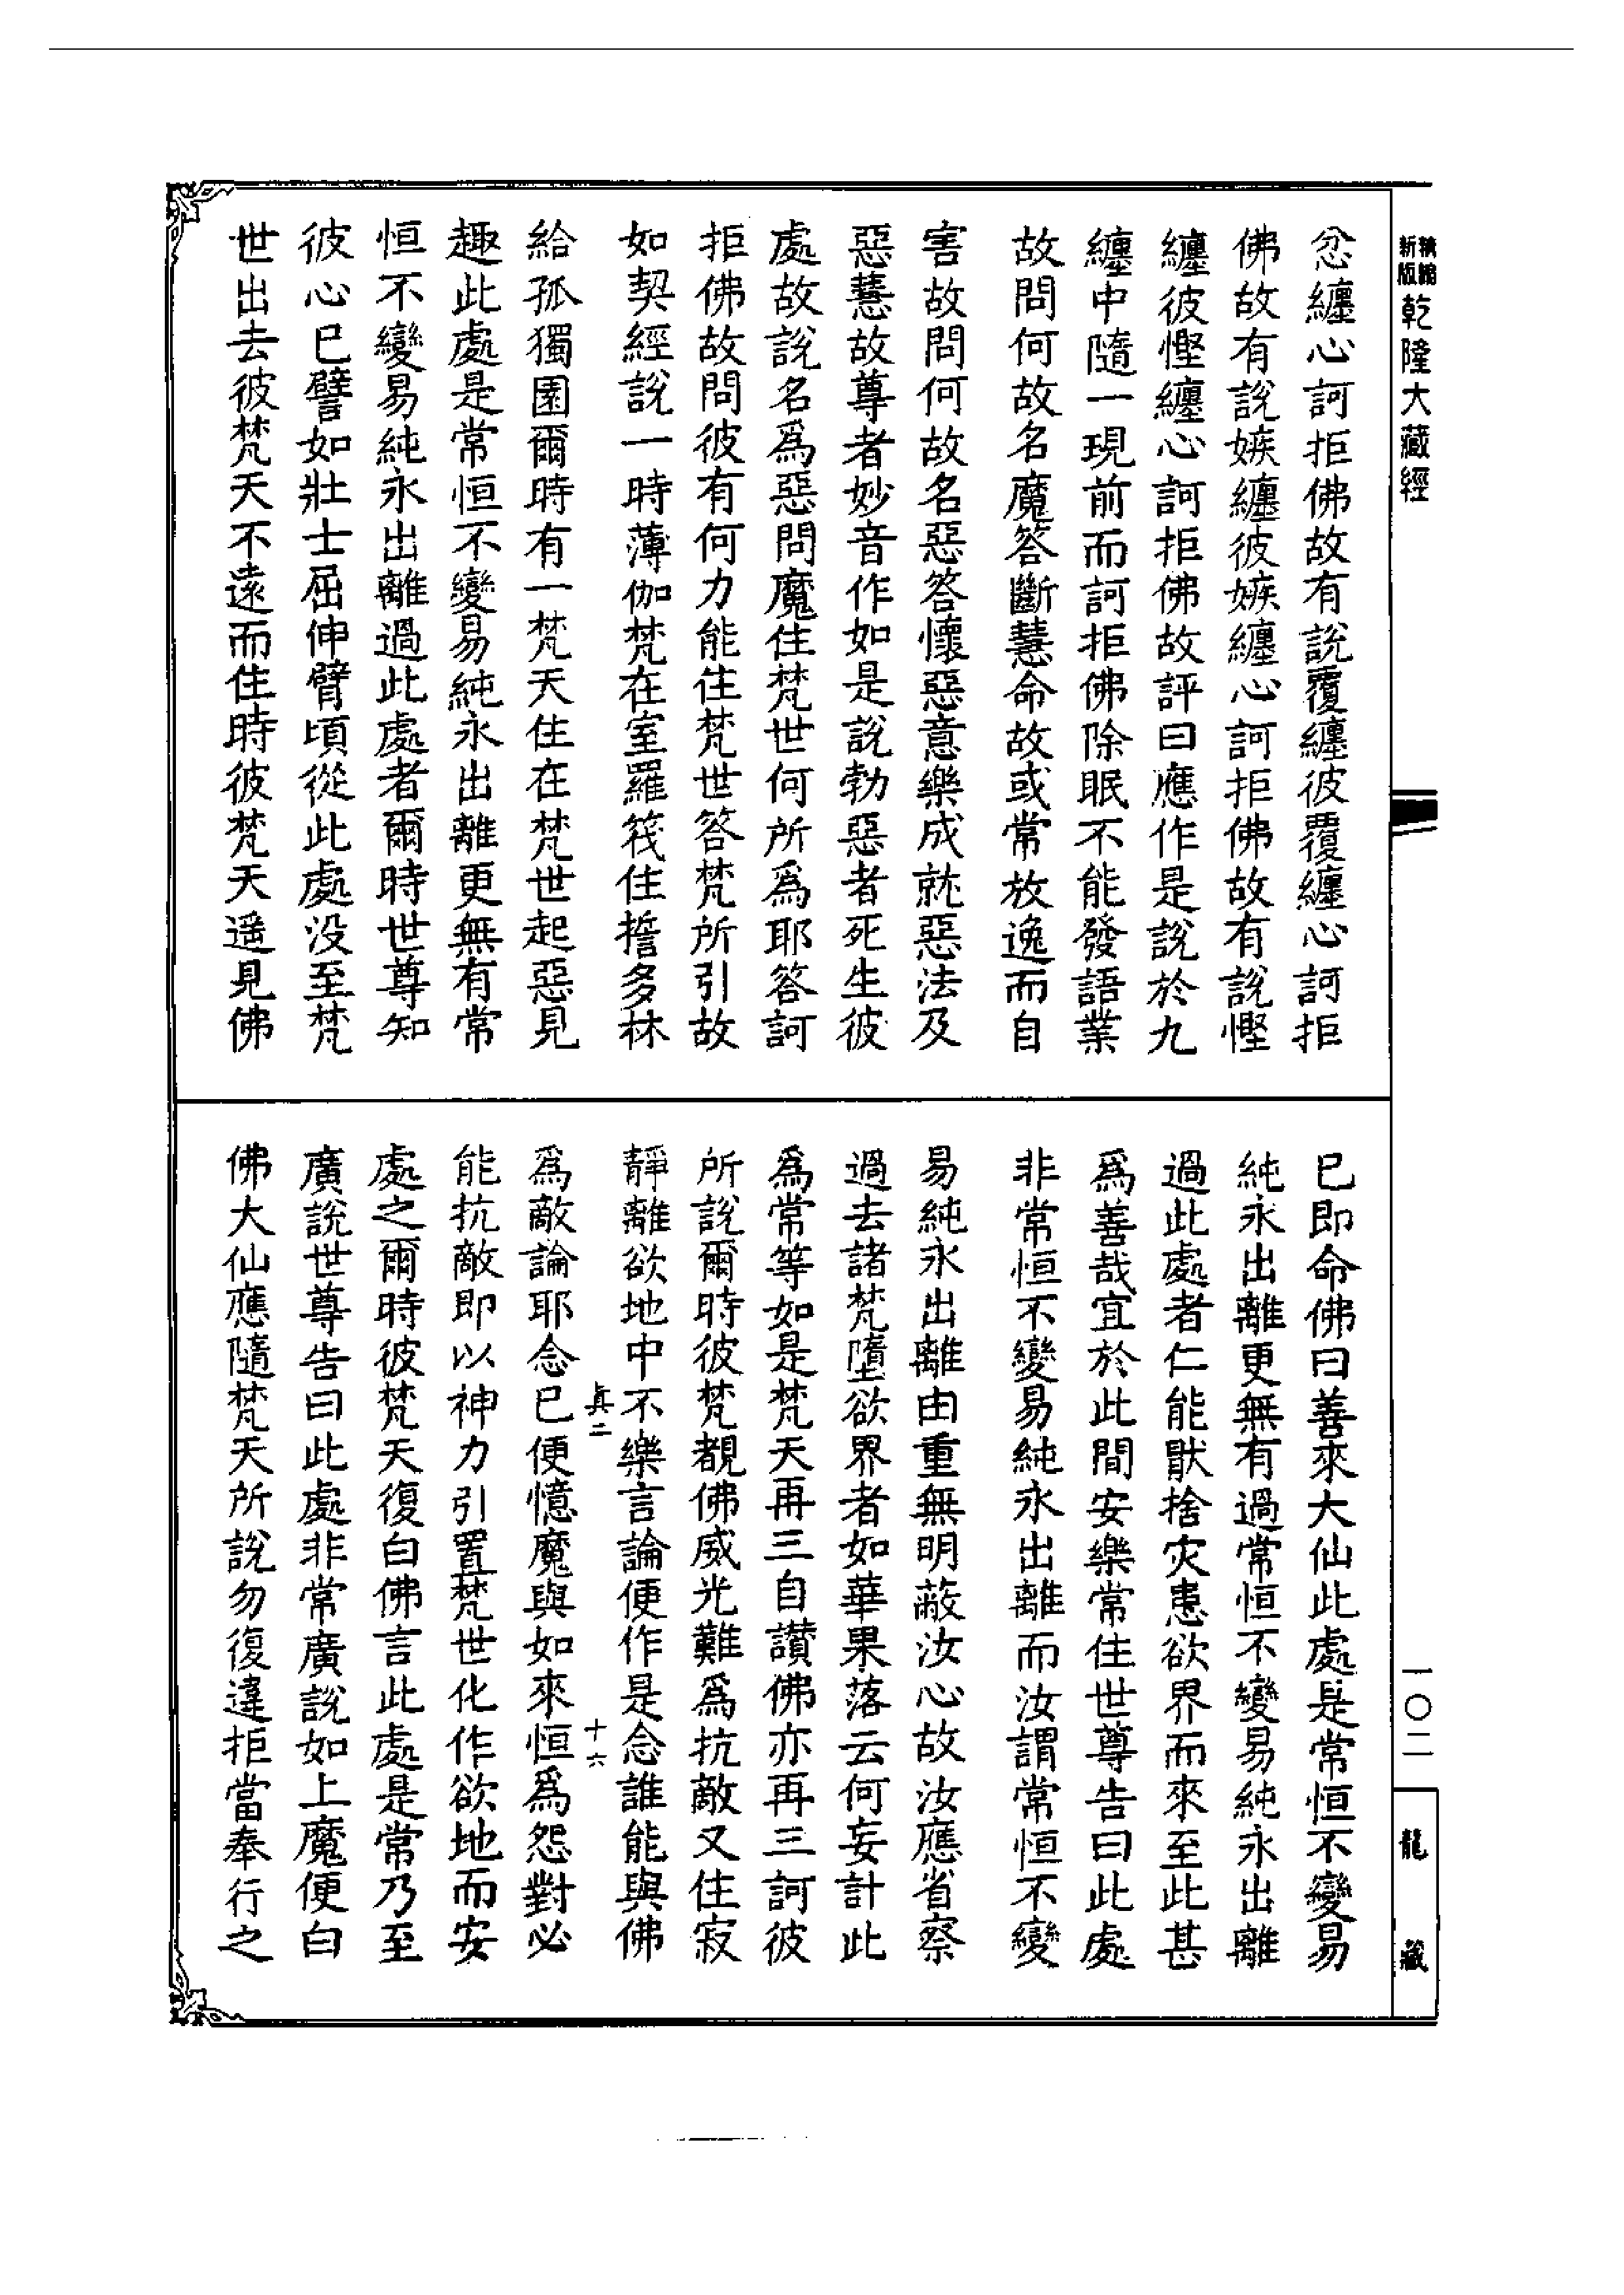 精縮新版乾隆大藏經
一〇二
龍藏
忿纏心訶拒佛故有說覆纏彼覆纏心訶拒
佛故有說嫉纏彼嫉纏心訶拒佛故有說慳
纏彼慳纏心訶拒佛故評曰應作是說於九
纏中隨一現前而訶拒佛除眠不能發語業
故問何故名魔答斷慧命故或常放逸而自
害故問何故名惡答懷惡意樂成就惡法及
惡慧故尊者妙音作如是說勃惡者死生彼
處故說名為惡問魔住梵世何所為耶答訶
拒佛故問彼有何力能住梵世答梵所引故
如契經說一時薄伽梵在室羅筏住誓多林
給孤獨園爾時有一梵天住在梵世起惡見
趣此處是常恒不變易純永出離更無有常
恒不變易純永出離過此處者爾時世尊知
彼心已譬如壯士屈伸臂頃從此處沒至梵
世出去彼梵天不遠而住時彼梵天遥見佛
已即命佛曰善來大仙此處是常恒不變易
純永出離更無有過常恒不變易純永出離
過此處者仁能猒捨災患欲界而來至此甚
為善哉宜於此間安樂常住世尊告曰此處
非常恒不變易純永出離而汝謂常恒不變
易純永出離由重無明蔽汝心故汝應省察
過去諸梵墮欲界者如華果落云何妄計此
為常等如是梵天再三自讃佛亦再三訶彼
所說爾時彼梵覩佛威光難為抗敵又住寂
靜離欲地中不樂言論便作是念誰能與佛
真二 十六
為敵論耶念已便憶魔與如來恒為怨對必
能抗敵即以神力引置梵世化作欲地而安
處之爾時彼梵天復白佛言此處是常乃至
廣說世尊告曰此處非常廣說如上魔便白
佛大仙應隨梵天所說勿復違拒當奉行之